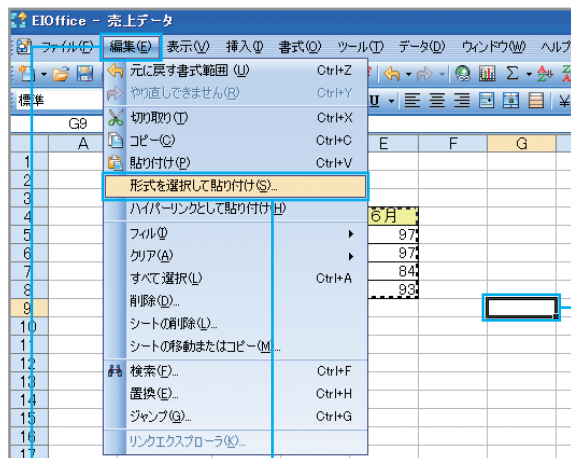 EIOffice - 売上データ
ファイル(F) 編集(E) 表示(V) 挿入(I) 書式(O) ツール(T) データ(D) ウィンドウ(W) ヘル
標準
G9
A E F G
元に戻す書式範囲 (U) Ctrl+Z
やり直しできません(R) Ctrl+Y
切り取り(T) Ctrl+X
コピー(C) Ctrl+C
貼り付け(P) Ctrl+V
形式を選択して貼り付け(S)...
ハイパーリンクとして貼り付け(H)
フィル(I)
クリア(A)
すべて選択(L) Ctrl+A
削除(D)...
シートの削除(L)...
シートの移動またはコピー(M)...
検索(F)... Ctrl+F
置換(E)... Ctrl+H
ジャンプ(G)... Ctrl+G
リンクエクスプローラ(K)...
1
2
3
4 6月
5 97
6 97
7 84
8 93
9
10
11
12
13
14
15
16
17